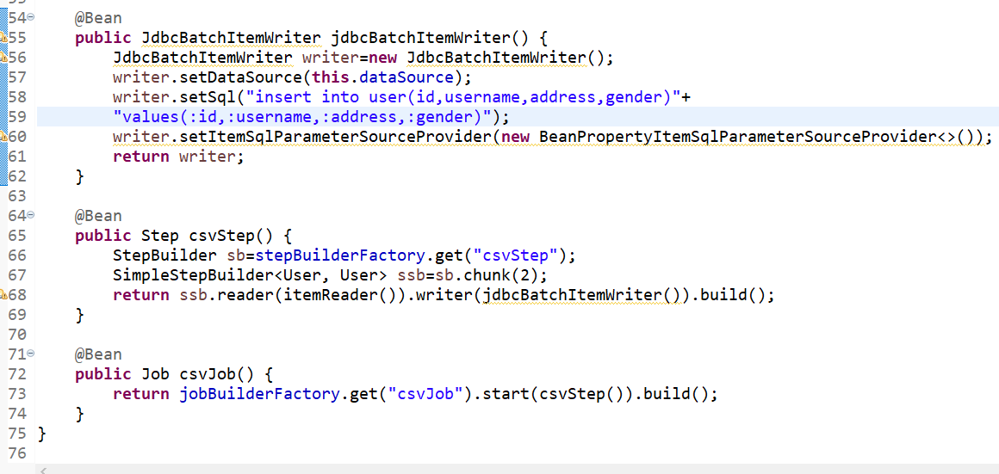 54 @Bean
55 public JdbcBatchItemWriter jdbcBatchItemWriter() {
56 JdbcBatchItemWriter writer=new JdbcBatchItemWriter();
57 writer.setDataSource(this.dataSource);
58 writer.setSql("insert into user(id,username,address,gender)"+
59 "values(:id,:username,:address,:gender)");
60 writer.setItemSqlParameterSourceProvider(new BeanPropertyItemSqlParameterSourceProvider<>());
61 return writer;
62 }
63
64 @Bean
65 public Step csvStep() {
66 StepBuilder sb=stepBuilderFactory.get("csvStep");
67 SimpleStepBuilder<User, User> ssb=sb.chunk(2);
68 return ssb.reader(itemReader()).writer(jdbcBatchItemWriter()).build();
69 }
70
71 @Bean
72 public Job csvJob() {
73 return jobBuilderFactory.get("csvJob").start(csvStep()).build();
74 }
75 }
76